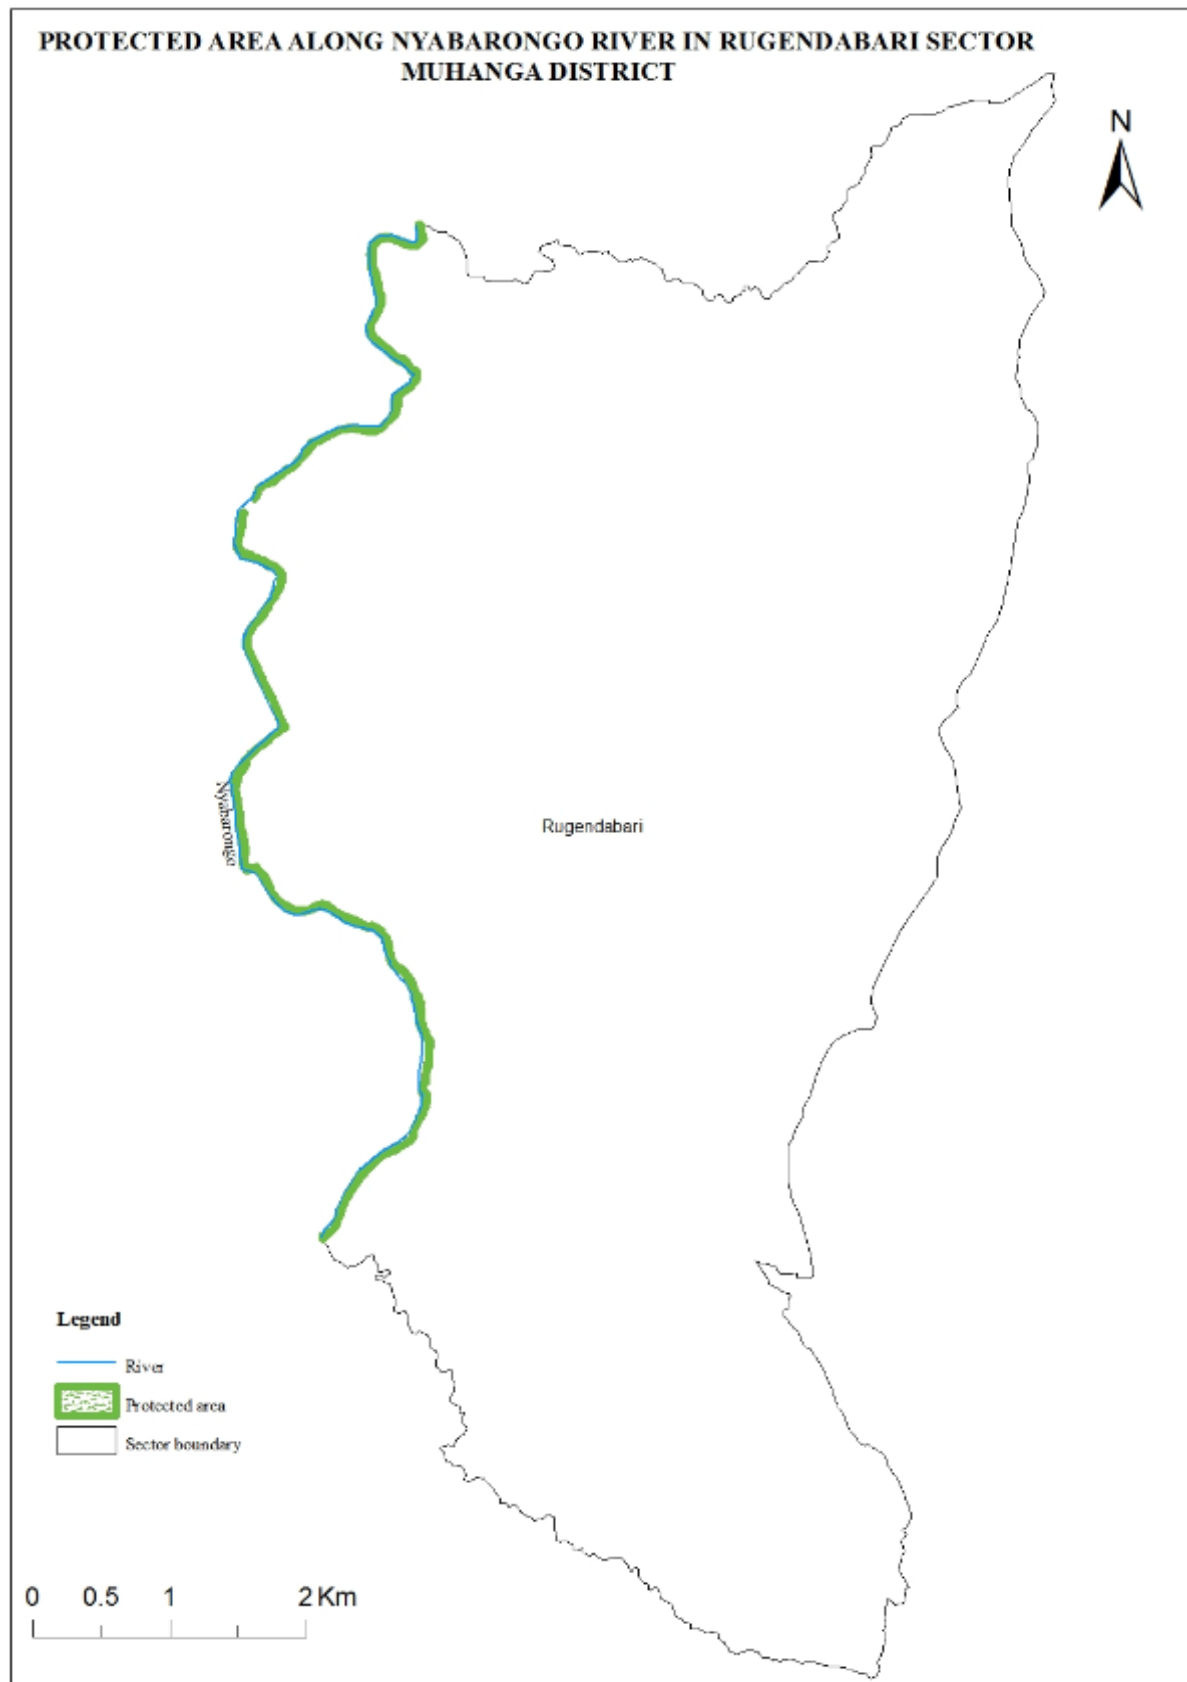 PROTECTED AREA ALONG NYABARONGO RIVER IN RUGENDABARI SECTOR
MUHANGA DISTRICT
N
Nyabarongo
Rugendabari
Legend
River
Protected area
Sector boundary
0 0.5 1 2 Km